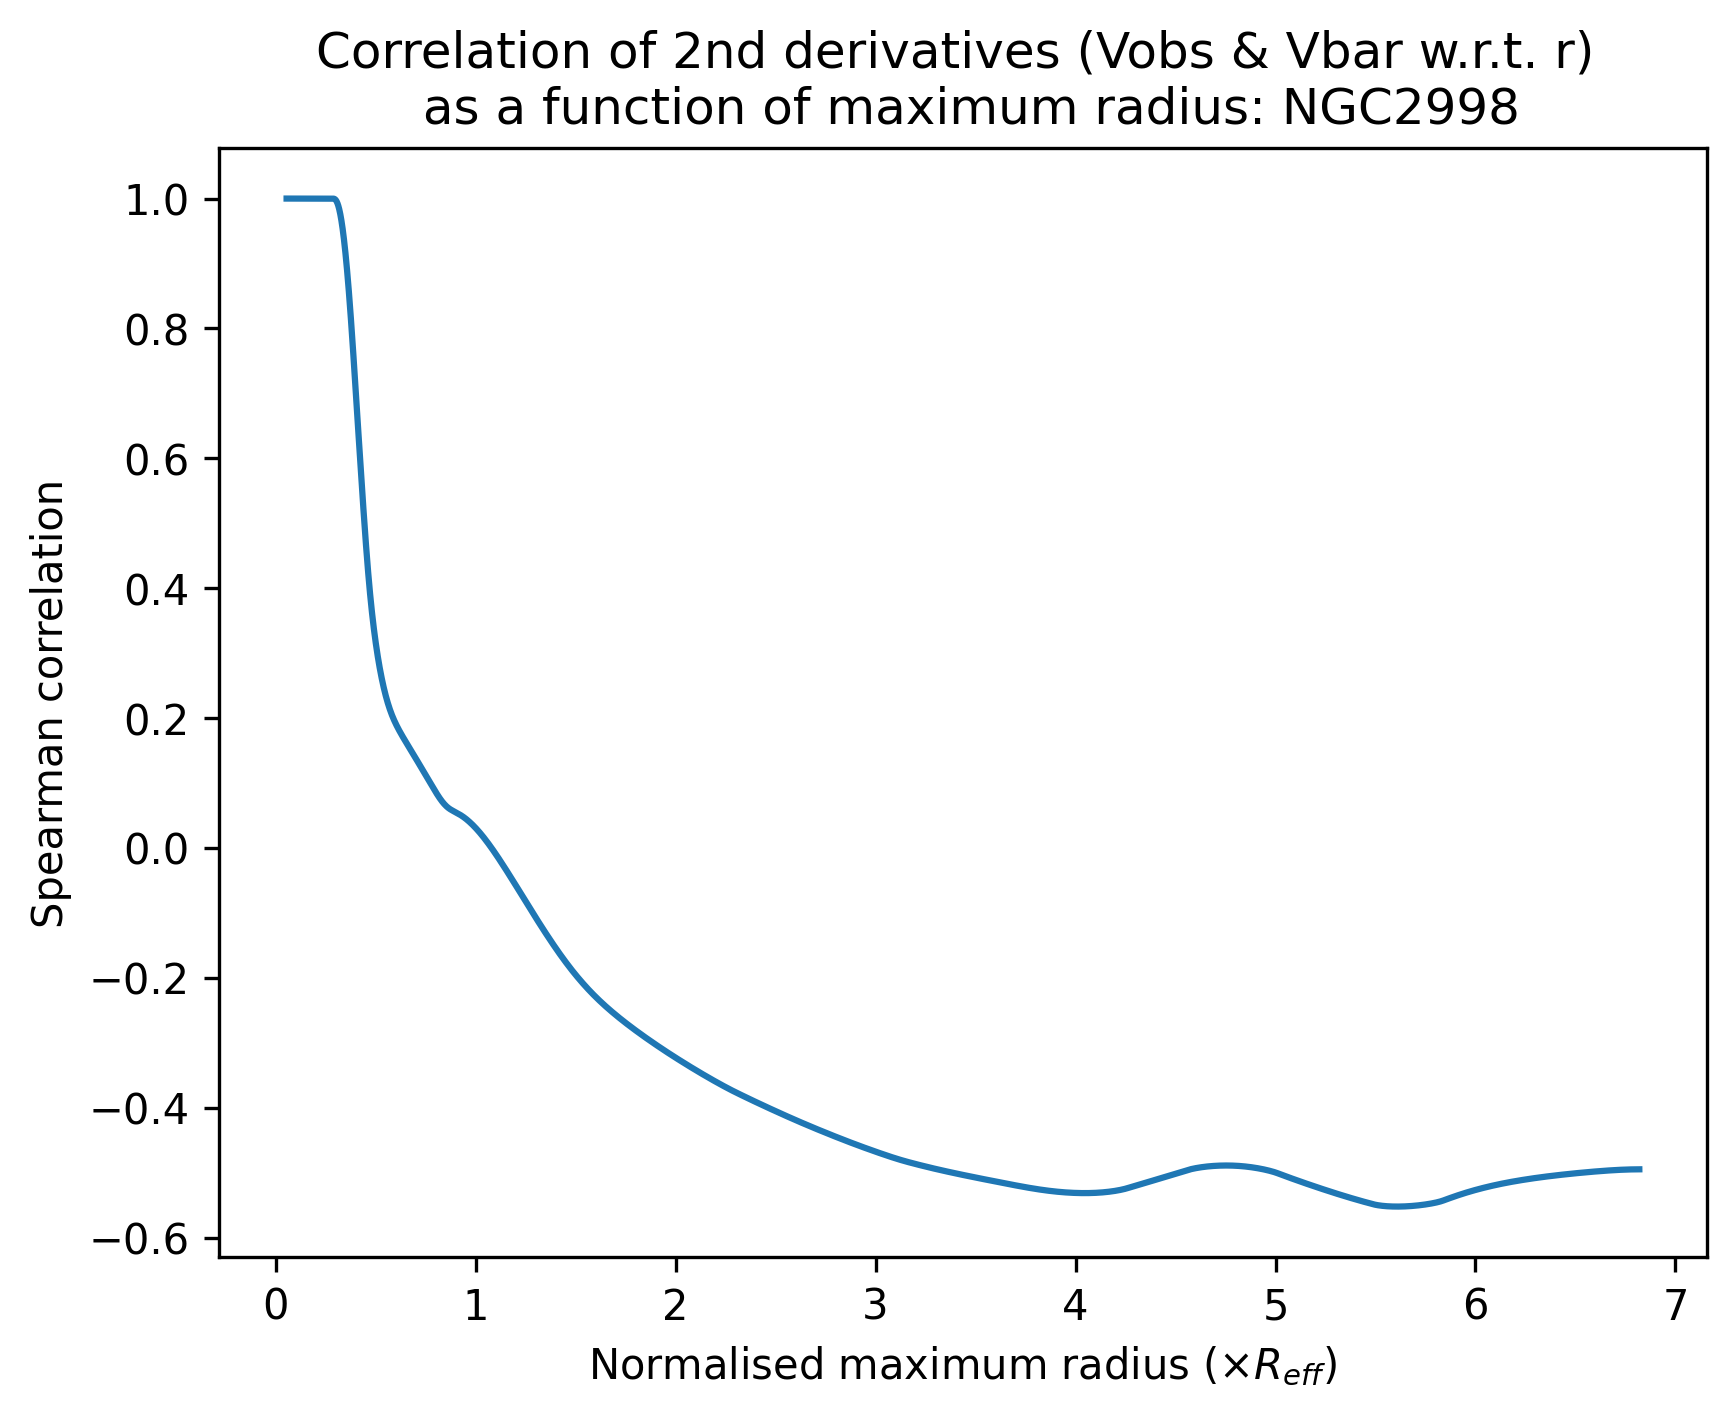 Correlation of 2nd derivatives (Vobs & Vbar w.r.t. r)
as a function of maximum radius: NGC2998
Spearman correlation
1.0
0.8
0.6
0.4
0.2
0.0
−0.2
−0.4
−0.6
0 1 2 3 4 5 6 7
Normalised maximum radius (×R_eff)